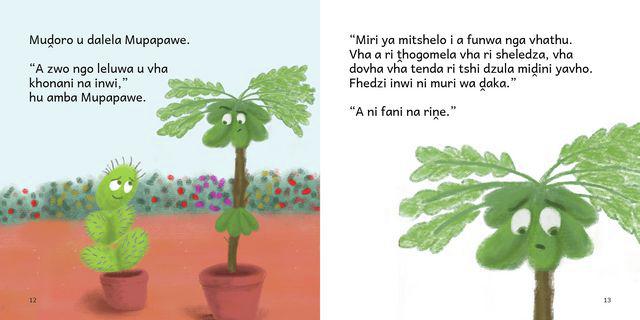 Muḓoro u dalela Mupapawe.
“A zwo ngo leluwa u vha
khonani na inwi,”
hu amba Mupapawe.
12
“Miri ya mitshelo i a funwa nga vhathu.
Vha a ri ṱhogomela vha ri sheledza, vha
dovha vha tenda ri tshi dzula miḓini yavho.
Fhedzi inwi ni muri wa ḓaka.”
“A ni fani na riṋe.”
13